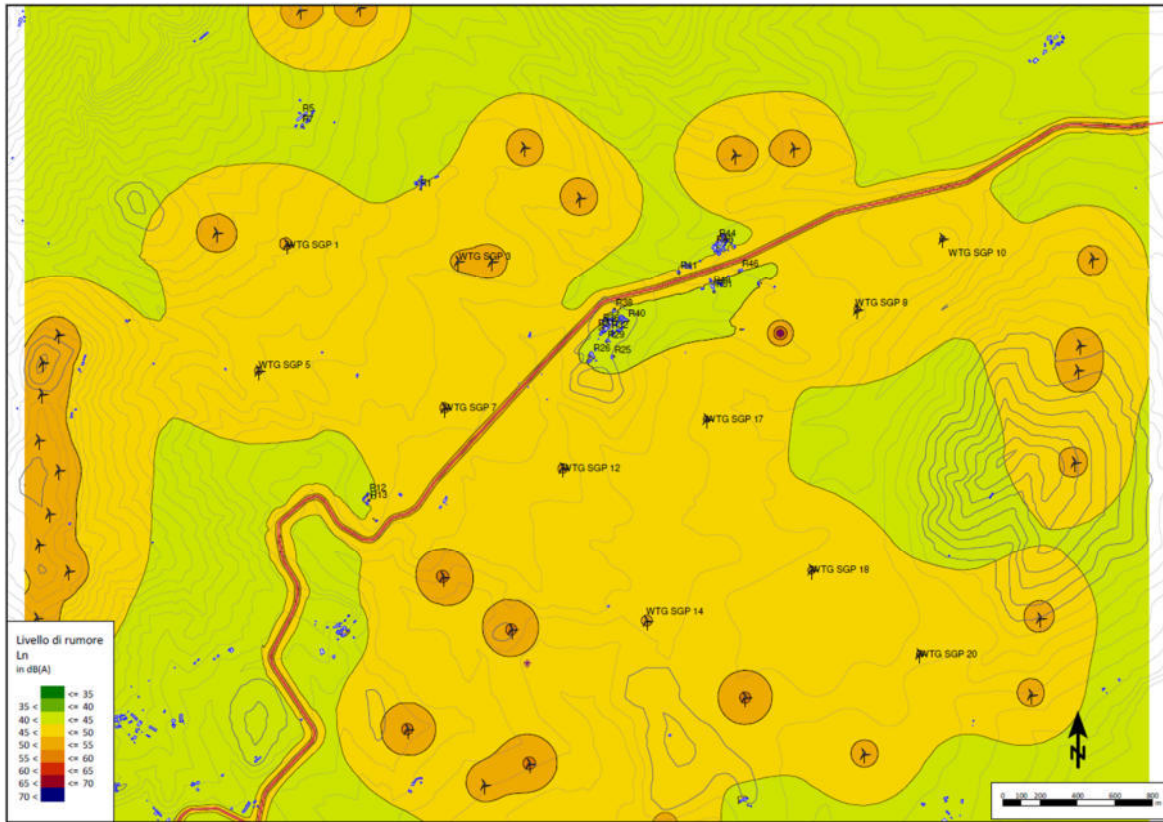 R5
R1
WTG SGP 1
WTG SGP 3
R44
R46
WTG SGP 10
R38
R40
R29
R26 R25
WTG SGP 8
WTG SGP 5
WTG SGP 7
WTG SGP 17
WTG SGP 12
R12
R13
WTG SGP 18
WTG SGP 14
WTG SGP 20
Livello di rumore
Ln
in dB(A)
<= 35
35 < <= 40
40 < <= 45
45 < <= 50
50 < <= 55
55 < <= 60
60 < <= 65
65 < <= 70
70 <
N
0 100 200 400 600 800
m